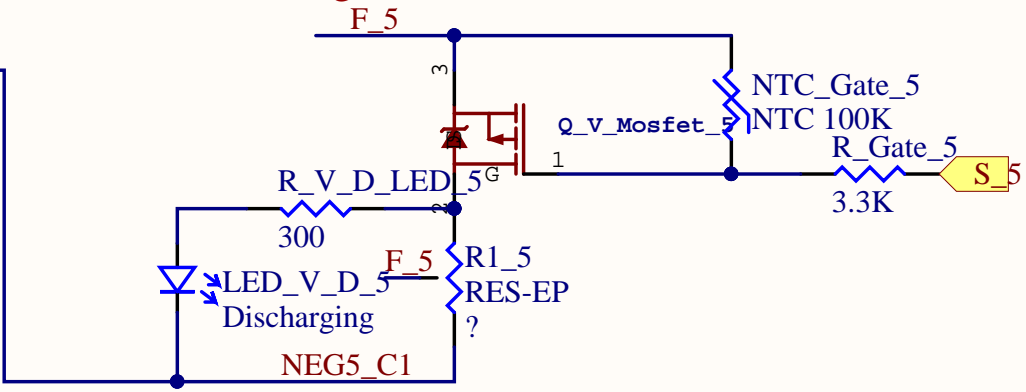 F_5
3
NTC_Gate_5
NTC 100K
Q_V_Mosfet_5
R_Gate_5
1
G
S_5
3.3K
R_V_D_LED_5
2
300
F_5
R1_5
LED_V_D_5
RES-EP
Discharging
?
NEG5_C1